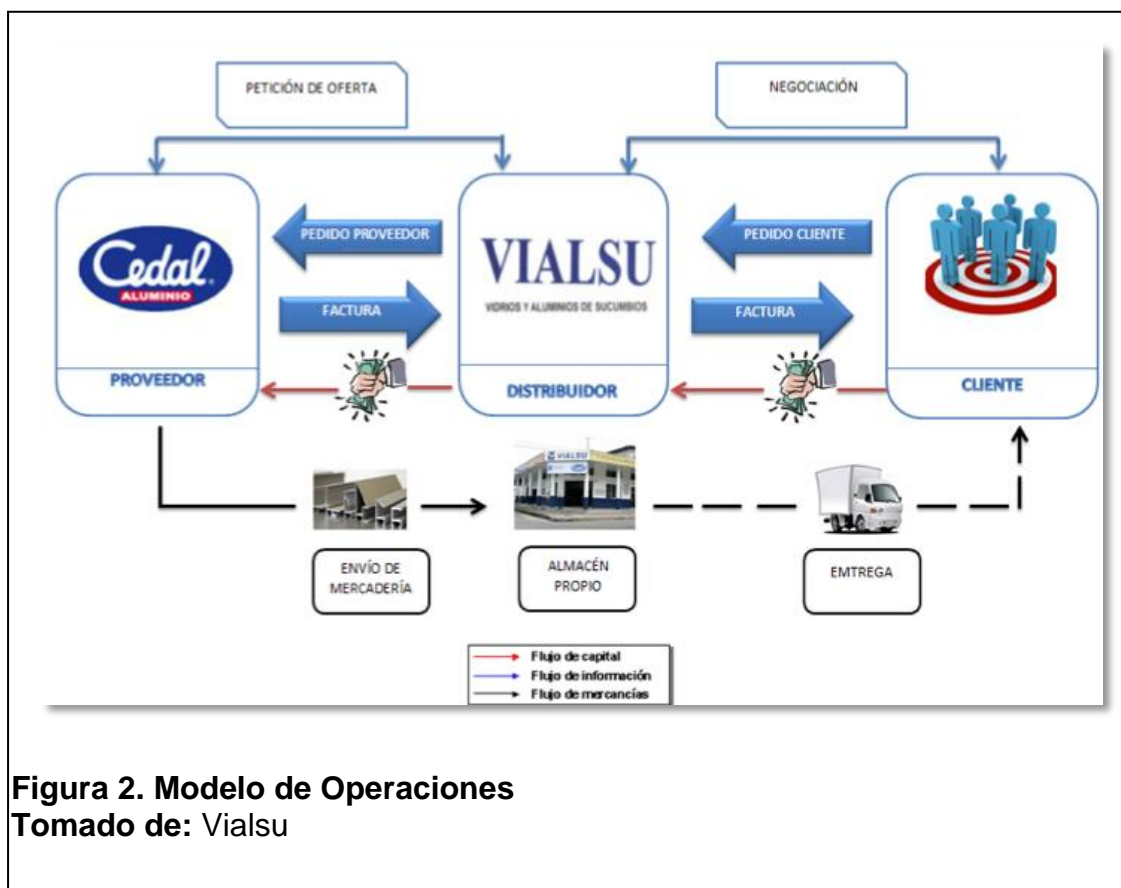 PETICIÓN DE OFERTA
NEGOCIACIÓN
PEDIDO PROVEEDOR
PEDIDO CLIENTE
Cedal
ALUMINIO
VIALSU
VIDRIOS Y ALUMINIOS DE SUCUMBIOS
FACTURA
FACTURA
PROVEEDOR
DISTRIBUIDOR
CLIENTE
VIALSU
ENVÍO DE
MERCADERÍA
ALMACÉN
PROPIO
EMTREGA
Flujo de capital
Flujo de información
Flujo de mercancías
Figura 2. Modelo de Operaciones
Tomado de: Vialsu